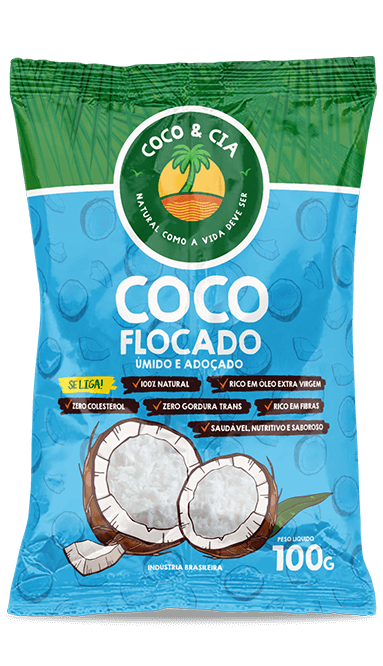 COCO & CIA
NATURAL COMO A VIDA DEVE SER
COCO
FLOCADO
ÚMIDO E ADOÇADO
SE LIGA!
100% NATURAL
RICO EM ÓLEO EXTRA VIRGEM
ZERO COLESTEROL
ZERO GORDURA TRANS
RICO EM FIBRAS
SAUDÁVEL, NUTRITIVO E SABOROSO
PESO LÍQUIDO
100G
INDÚSTRIA BRASILEIRA